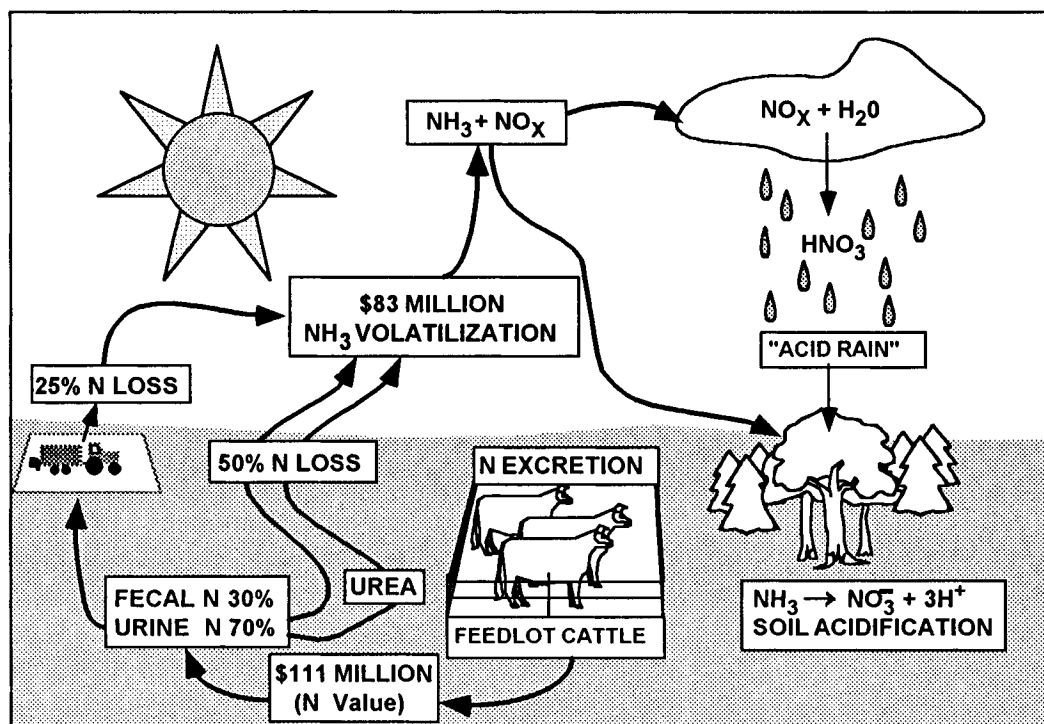 NH₃ + NOₓ
NOₓ + H₂0
HNO₃
$83 MILLION
NH₃ VOLATILIZATION
"ACID RAIN"
25% N LOSS
50% N LOSS
N EXCRETION
UREA
FECAL N 30%
URINE N 70%
FEEDLOT CATTLE
NH₃ → NO₃⁻ + 3H⁺
SOIL ACIDIFICATION
$111 MILLION
(N Value)